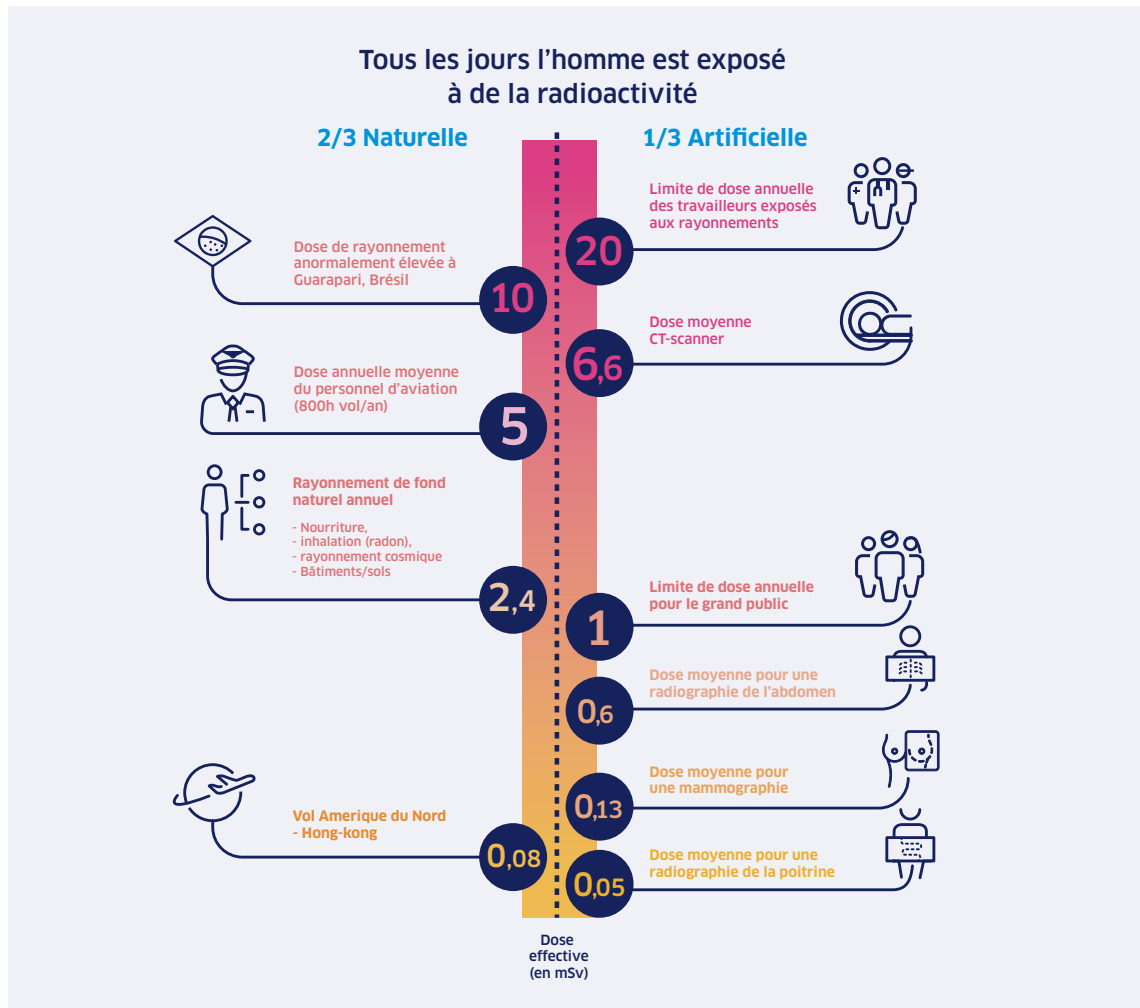 Tous les jours l’homme est exposé
à de la radioactivité
2/3 Naturelle
1/3 Artificielle
Limite de dose annuelle
des travailleurs exposés
aux rayonnements
20
Dose de rayonnement
anormalement élevée à
Guarapari, Brésil
10
Dose moyenne
CT-scanner
6,6
Dose annuelle moyenne
du personnel d’aviation
(800h vol/an)
5
Rayonnement de fond
naturel annuel
- Nourriture,
- inhalation (radon),
- rayonnement cosmique
- Bâtiments/sols
2,4
Limite de dose annuelle
pour le grand public
1
Dose moyenne pour une
radiographie de l’abdomen
0,6
Dose moyenne pour
une mammographie
0,13
Vol Amerique du Nord
- Hong-kong
0,08
Dose moyenne pour une
radiographie de la poitrine
0,05
Dose
effective
(en mSv)